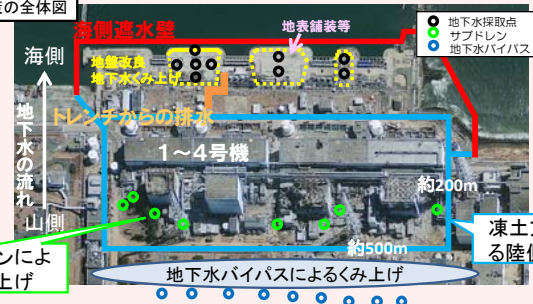 策の全体図
海側遮水壁
地表舗装等
地下水採取点
サブドレン
地下水バイパス
海側
地盤改良
地下水くみ上げ
地下水の流れ
トレンチからの排水
1～4号機
約200m
山側
ンによ
上げ
約500m
凍土
る陸側
地下水バイパスによるくみ上げ